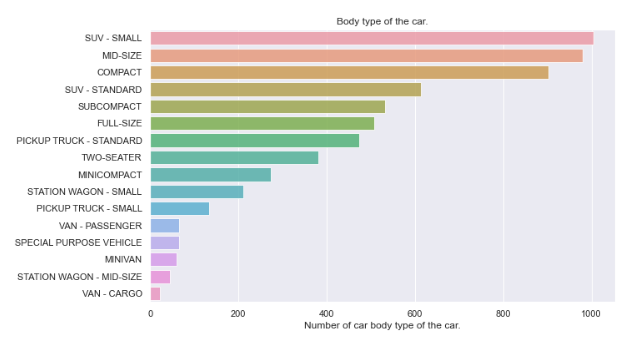 Body type of the car.
SUV - SMALL
MID-SIZE
COMPACT
SUV - STANDARD
SUBCOMPACT
FULL-SIZE
PICKUP TRUCK - STANDARD
TWO-SEATER
MINICOMPACT
STATION WAGON - SMALL
PICKUP TRUCK - SMALL
VAN - PASSENGER
SPECIAL PURPOSE VEHICLE
MINIVAN
STATION WAGON - MID-SIZE
VAN - CARGO
0 200 400 600 800 1000
Number of car body type of the car.